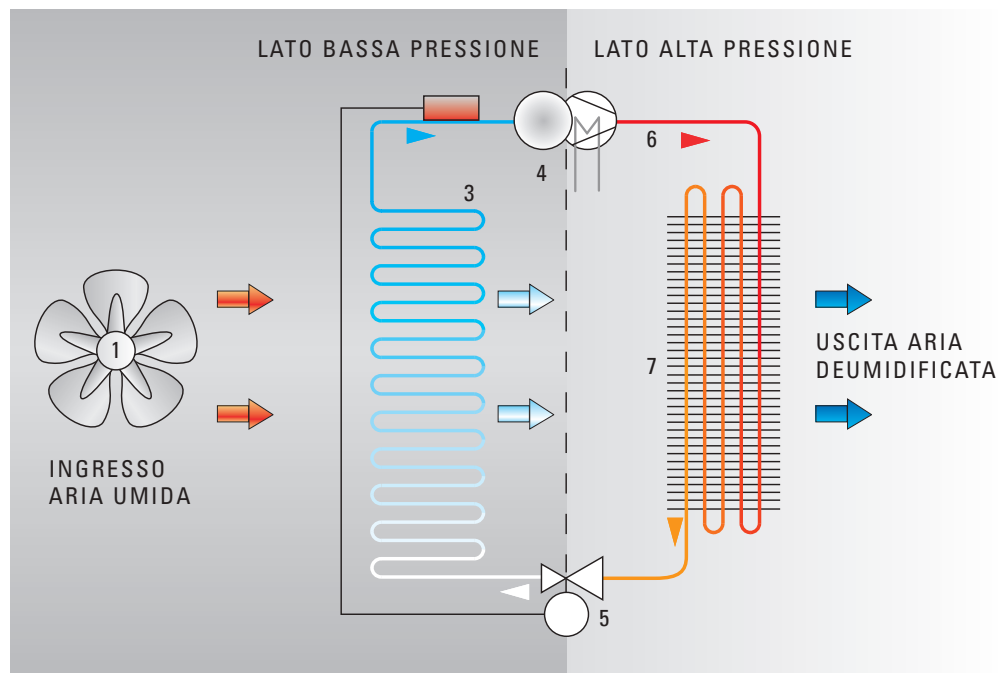 LATO BASSA PRESSIONE
LATO ALTA PRESSIONE
6
4
3
1
7
USCITA ARIA
DEUMIDIFICATA
INGRESSO
ARIA UMIDA
5